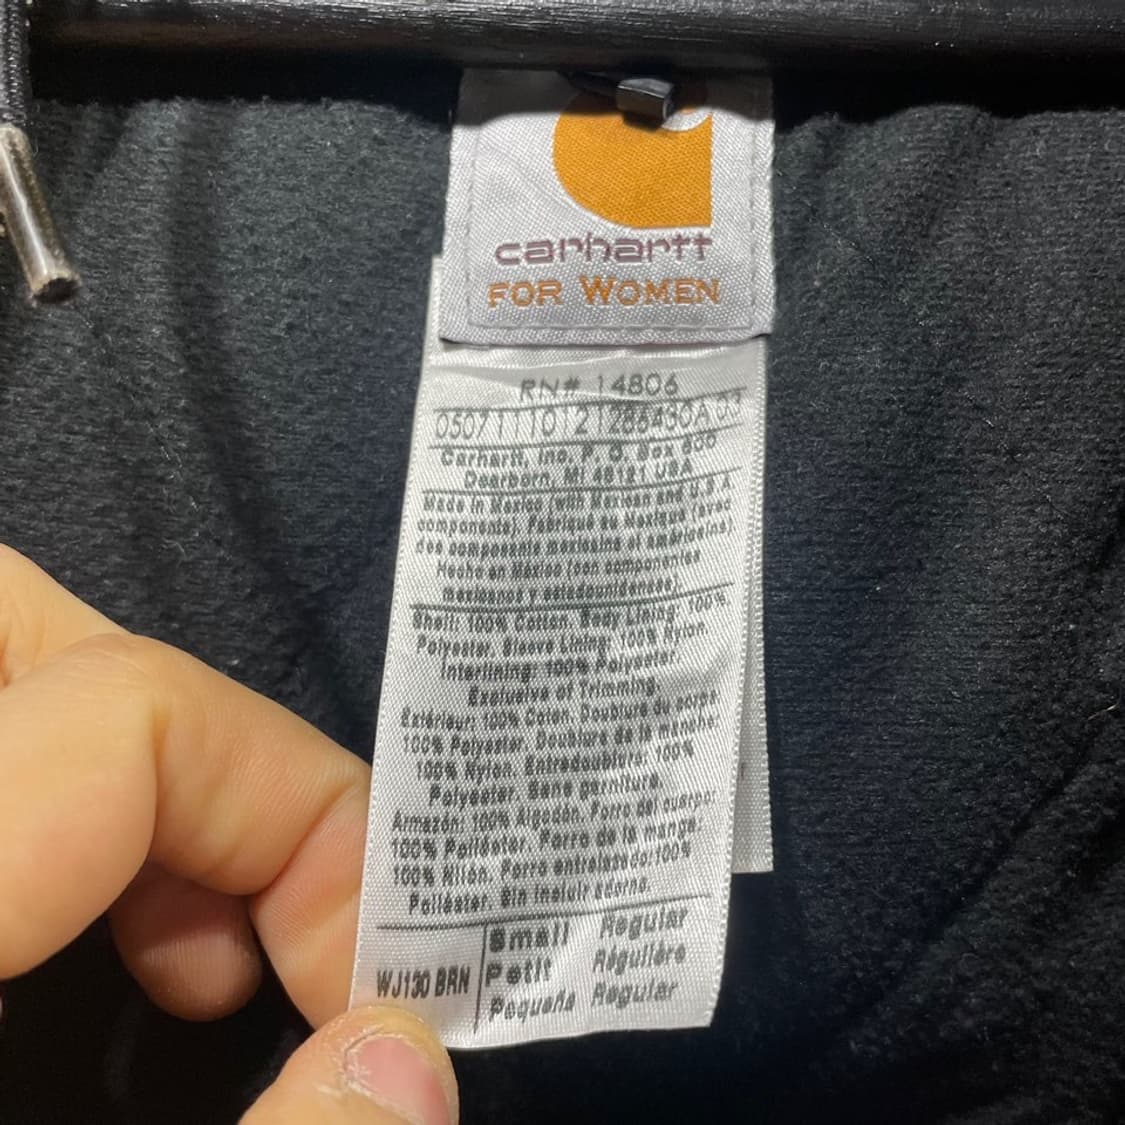 carhartt
FOR WOMEN
RN# 14806
05071110121286430A 03
Carhartt, Inc. P. O. Box 600
Dearborn, MI 48121 USA
Made in Mexico (with Mexican and U.S.A
components). Fabriqué au Mexique (avec
des composants mexicains et américains)
Hecho en México (con componentes
mexicanos y estadounidenses).
Shell: 100% Cotton. Body Lining: 100%
Polyester. Sleeve Lining: 100% Nylon.
Interlining: 100% Polyester.
Exclusive of Trimming.
Extérieur: 100% Coton. Doublure du corps:
100% Polyester. Doublure de la manche:
100% Nylon. Entredoublure: 100%
Polyester. Sans garniture.
Armazón: 100% Algodón. Forro del cuerpo:
100% Poliéster. Forro de la manga:
100% Nilon. Forro entrelazado:100%
Poliéster. Sin incluir adorno.
WJ130 BRN
Small Regular
Petit Régulière
Pequeña Regular